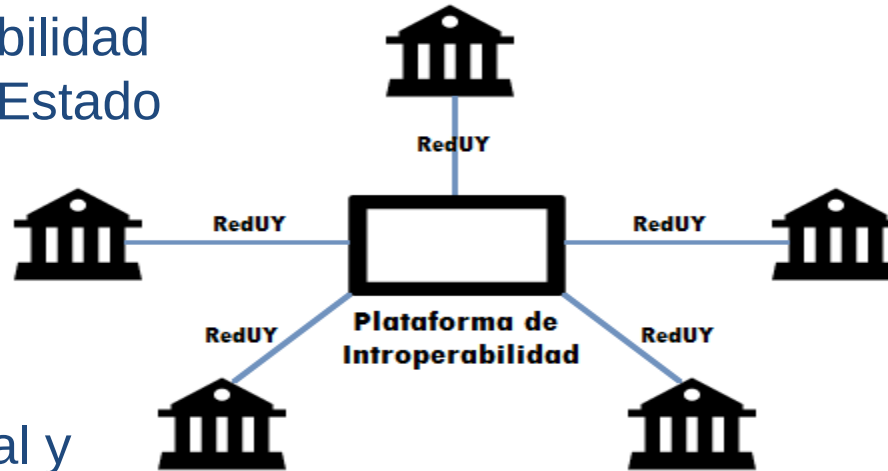 bilidad
Estado
RedUY
RedUY
RedUY
Plataforma de
Introperabilidad
RedUY
RedUY
al y